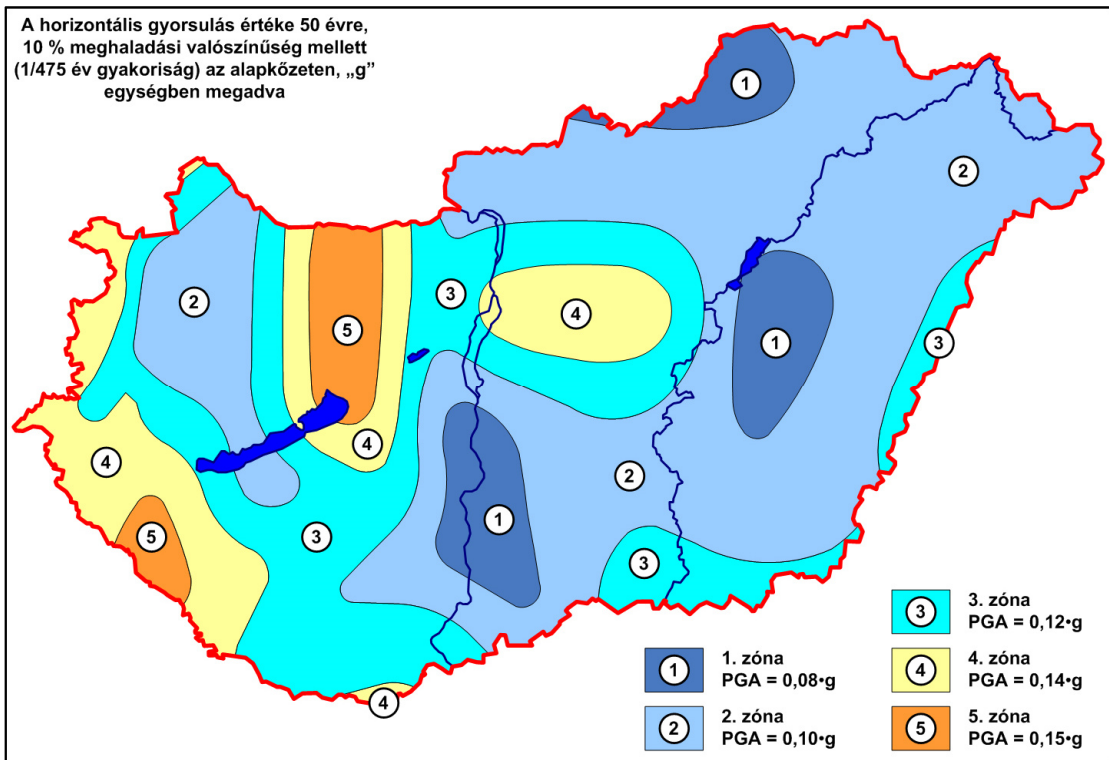 A horizontális gyorsulás értéke 50 évre,
10 % meghaladási valószínűség mellett
(1/475 év gyakoriság) az alapkőzeten, „g”
egységben megadva
1
2
2
3
4
5
1
3
4
4
2
5
1
3
3
4
1
1. zóna
PGA = 0,08•g
2
2. zóna
PGA = 0,10•g
3
3. zóna
PGA = 0,12•g
4
4. zóna
PGA = 0,14•g
5
5. zóna
PGA = 0,15•g